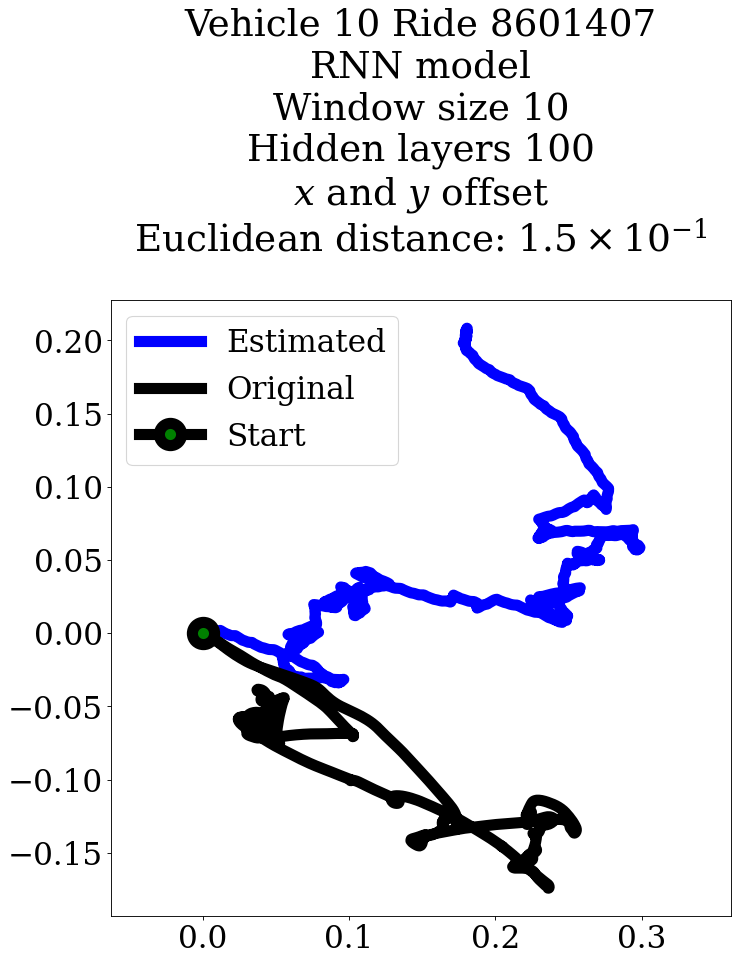 Vehicle 10 Ride 8601407
RNN model
Window size 10
Hidden layers 100
x and y offset
Euclidean distance: 1.5 × 10⁻¹
Estimated
Original
Start
0.20
0.15
0.10
0.05
0.00
−0.05
−0.10
−0.15
0.0 0.1 0.2 0.3